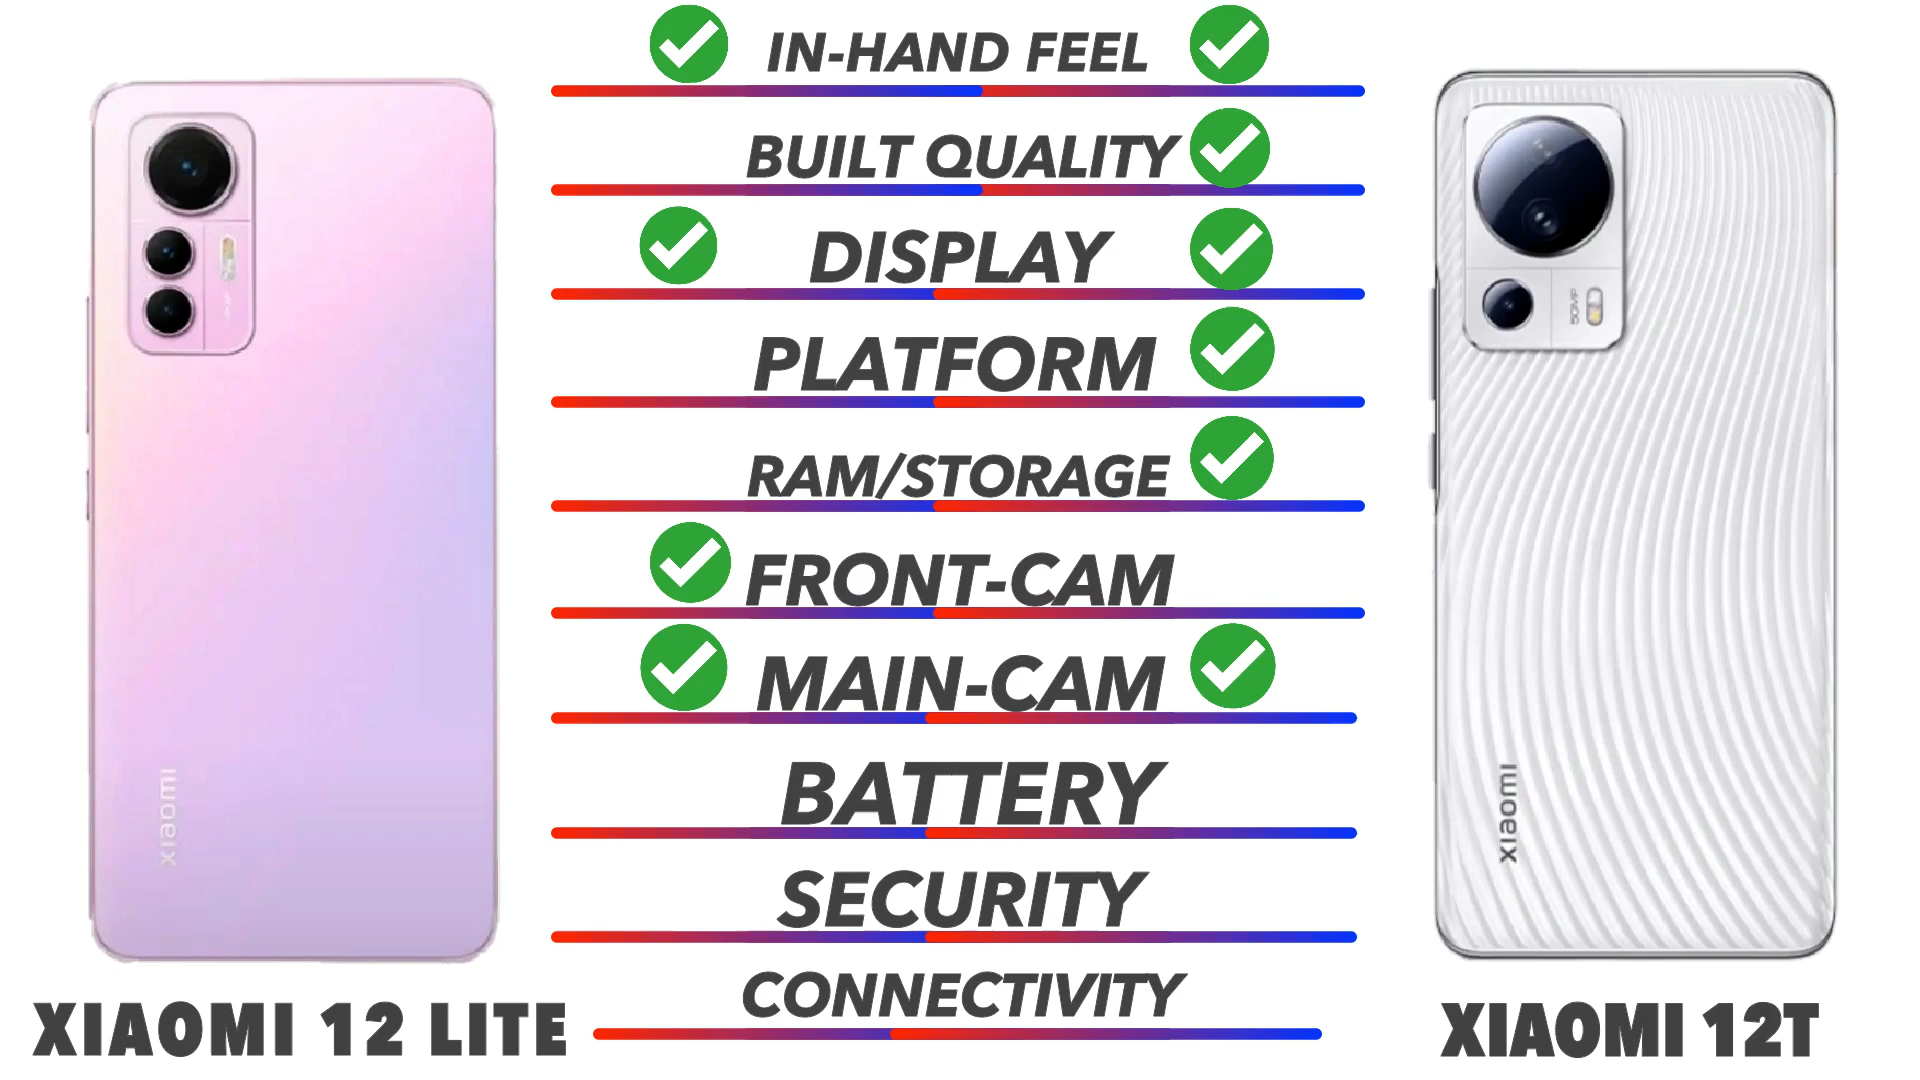 IN-HAND FEEL
BUILT QUALITY
DISPLAY
PLATFORM
RAM/STORAGE
FRONT-CAM
MAIN-CAM
BATTERY
SECURITY
CONNECTIVITY
xiaomi
50MP
xiaomi
XIAOMI 12 LITE
XIAOMI 12T